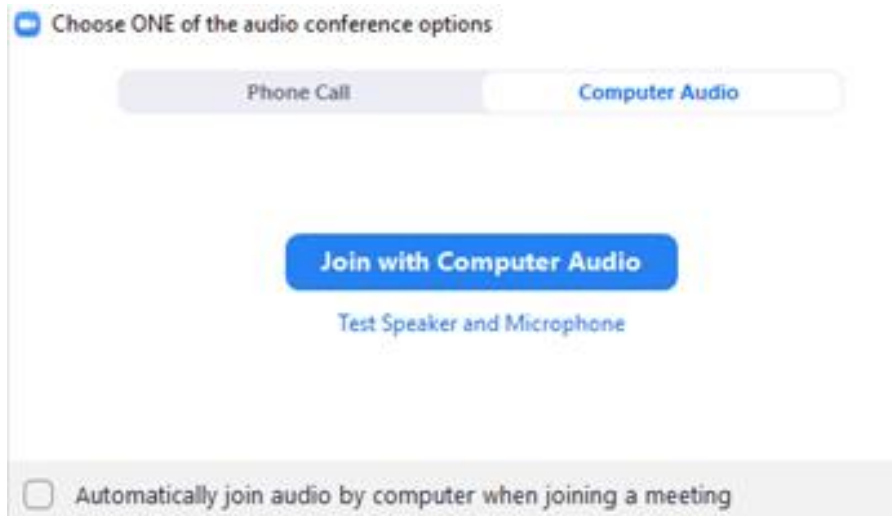 Choose ONE of the audio conference options
Phone Call Computer Audio
Join with Computer Audio
Test Speaker and Microphone
Automatically join audio by computer when joining a meeting